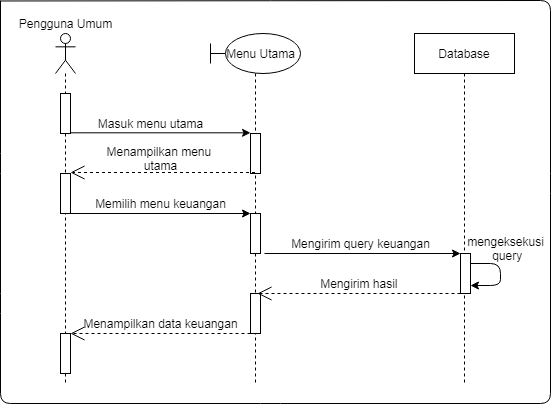 Pengguna Umum
Menu Utama
Database
Masuk menu utama
Menampilkan menu
utama
Memilih menu keuangan
Mengirim query keuangan
mengeksekusi
query
Mengirim hasil
Menampilkan data keuangan